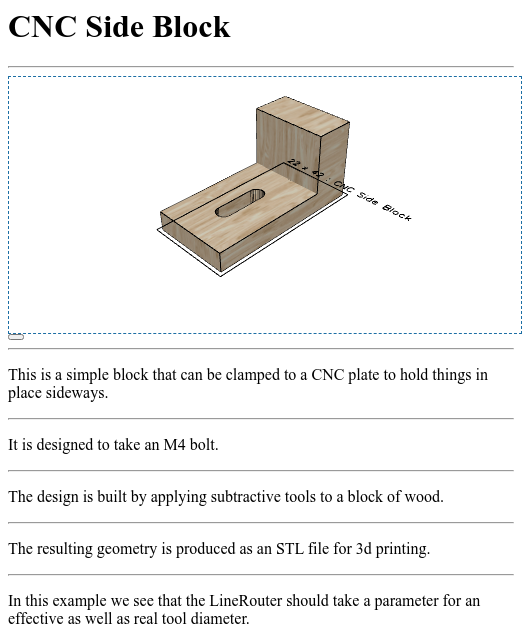 CNC Side Block
22 x 42 : CNC Side Block
This is a simple block that can be clamped to a CNC plate to hold things in
place sideways.
It is designed to take an M4 bolt.
The design is built by applying subtractive tools to a block of wood.
The resulting geometry is produced as an STL file for 3d printing.
In this example we see that the LineRouter should take a parameter for an
effective as well as real tool diameter.